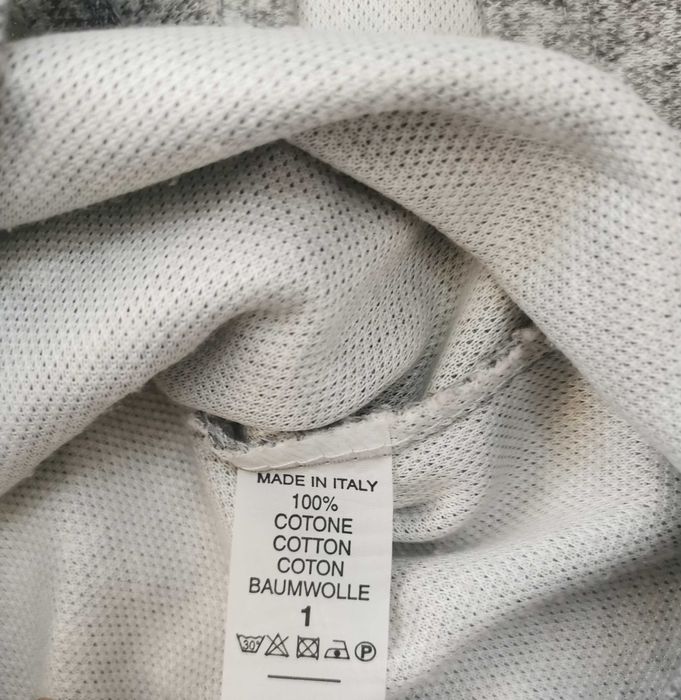 MADE IN ITALY
100%
COTONE
COTTON
COTON
BAUMWOLLE
1
30° P